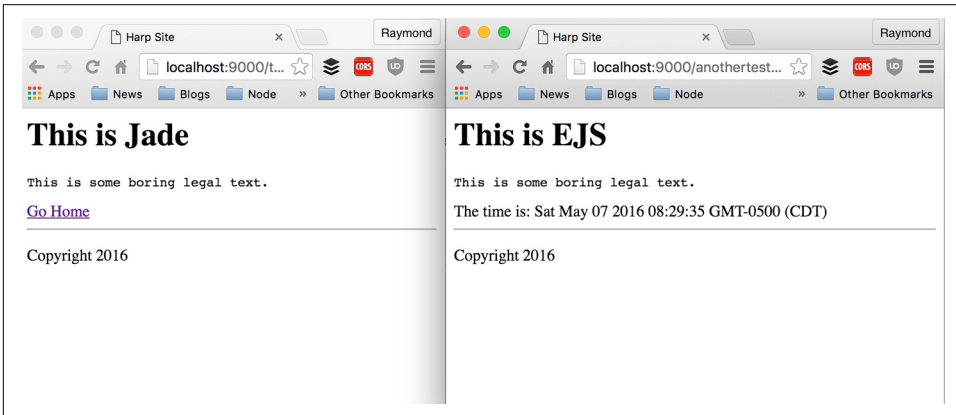 Harp Site
Raymond
localhost:9000/t...
CORS
Apps News Blogs Node » Other Bookmarks
This is Jade
This is some boring legal text.
Go Home
Copyright 2016
Harp Site
Raymond
localhost:9000/anothertest...
CORS
Apps News Blogs Node » Other Bookmarks
This is EJS
This is some boring legal text.
The time is: Sat May 07 2016 08:29:35 GMT-0500 (CDT)
Copyright 2016